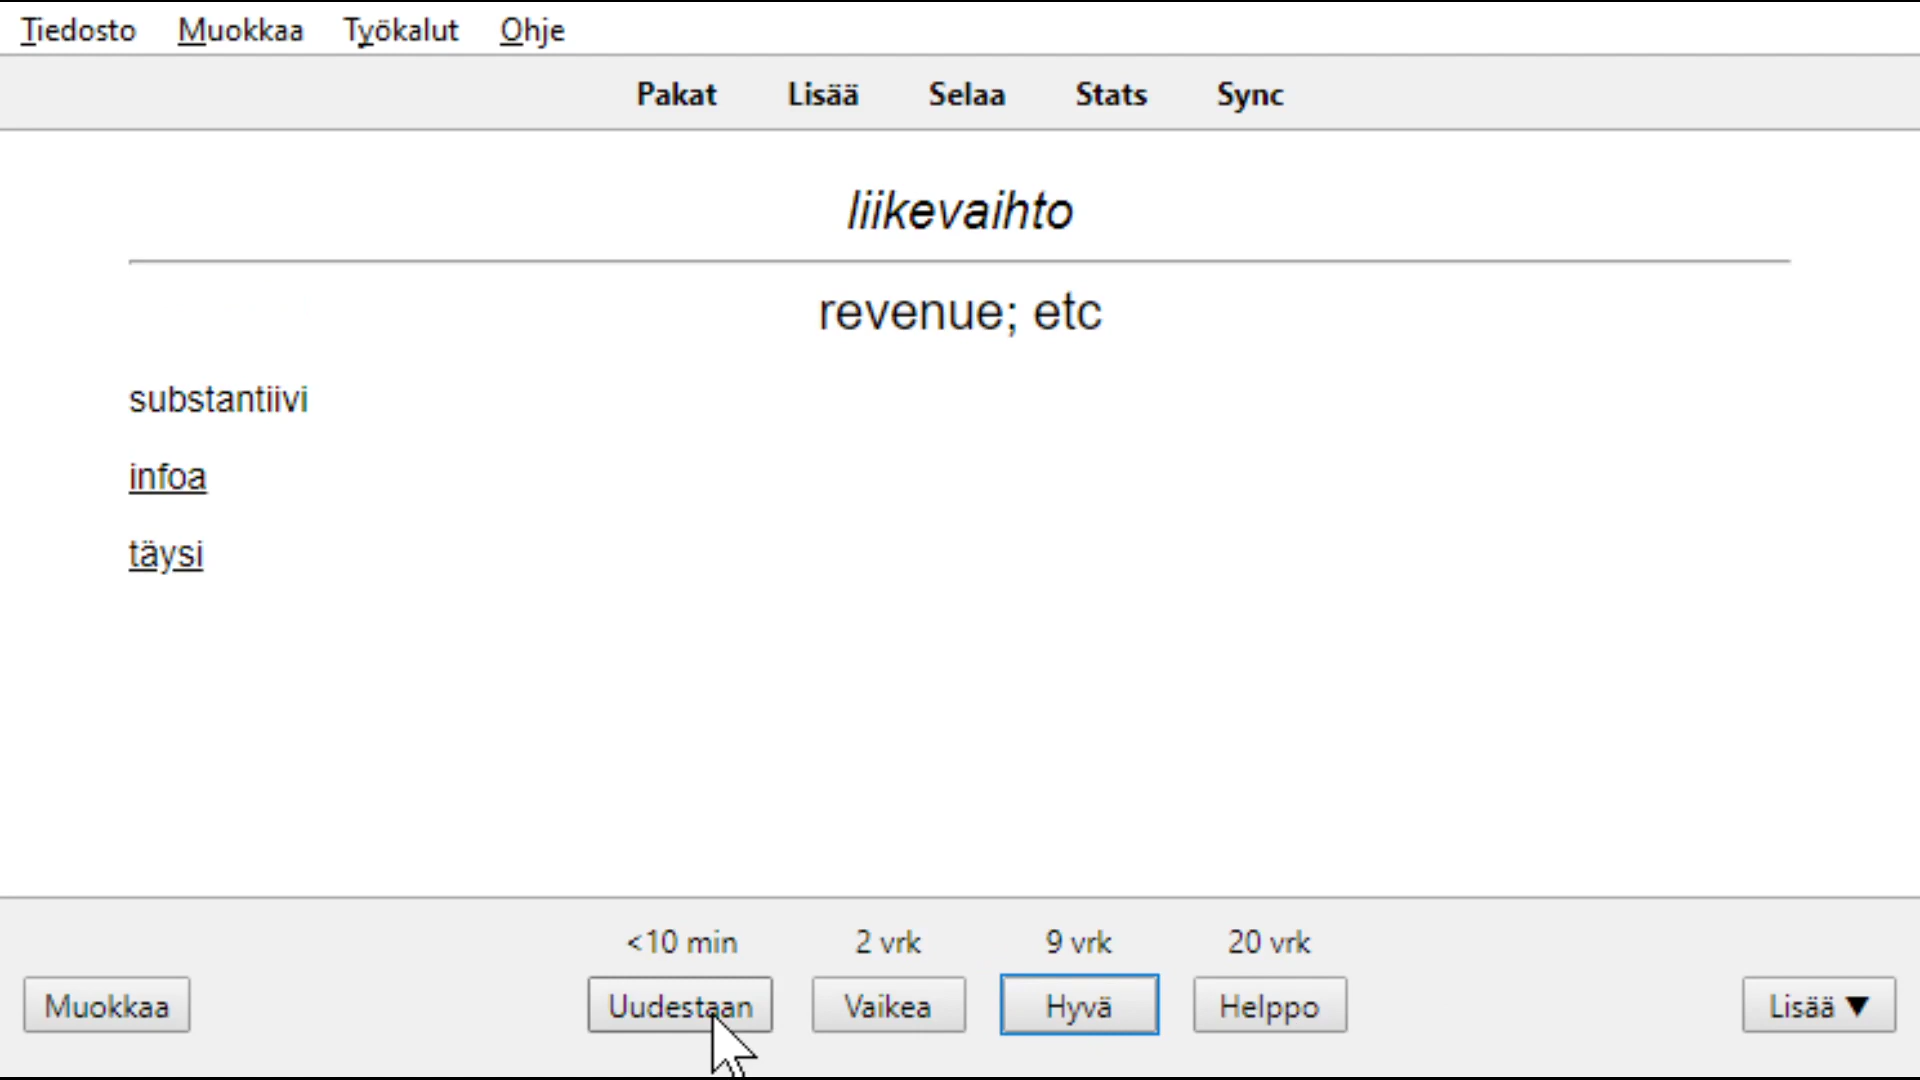 Tiedosto Muokkaa Työkalut Ohje
Pakat Lisää Selaa Stats Sync
liikevaihto
revenue; etc
substantiivi
infoa
täysi
<10 min 2 vrk 9 vrk 20 vrk
Muokkaa Uudestaan Vaikea Hyvä Helppo Lisää ▼